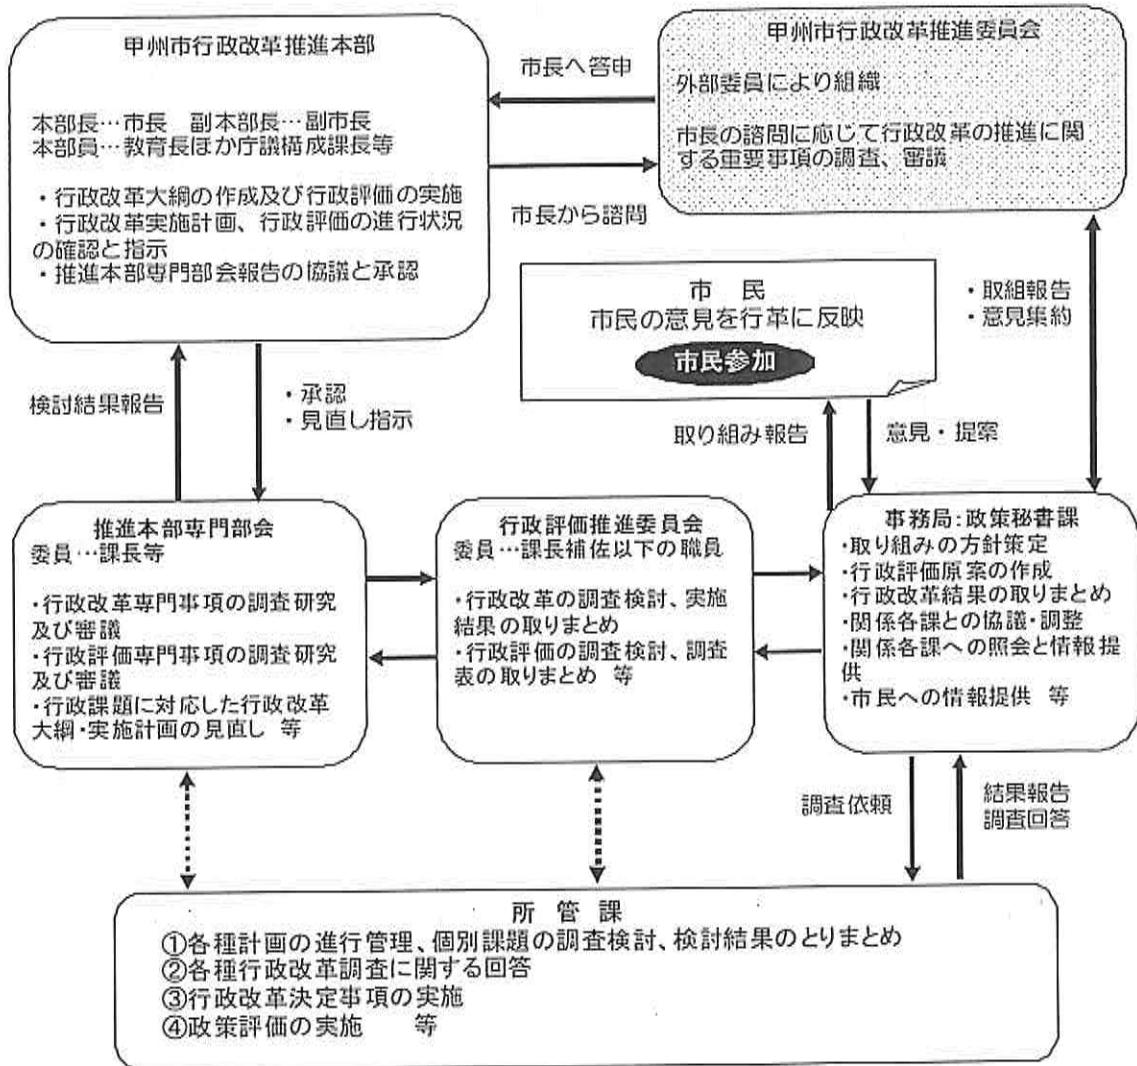 甲州市行政改革推進本部
本部長…市長　副本部長…副市長
本部員…教育長ほか庁議構成課長等
・行政改革大綱の作成及び行政評価の実施
・行政改革実施計画、行政評価の進行状況
の確認と指示
・推進本部専門部会報告の協議と承認
市長へ答申
市長から諮問
甲州市行政改革推進委員会
外部委員により組織
市長の諮問に応じて行政改革の推進に関
する重要事項の調査、審議
市　民
市民の意見を行革に反映
市民参加
・取組報告
・意見集約
検討結果報告
・承認
・見直し指示
取り組み報告
意見・提案
推進本部専門部会
委員…課長等
・行政改革専門事項の調査研究
及び審議
・行政評価専門事項の調査研究
及び審議
・行政課題に対応した行政改革
大綱・実施計画の見直し　等
行政評価推進委員会
委員…課長補佐以下の職員
・行政改革の調査検討、実施
結果の取りまとめ
・行政評価の調査検討、調査
表の取りまとめ　等
事務局：政策秘書課
・取り組みの方針策定
・行政評価原案の作成
・行政改革結果の取りまとめ
・関係各課との協議・調整
・関係各課への照会と情報提
供
・市民への情報提供　等
調査依頼
結果報告
調査回答
所　管　課
①各種計画の進行管理、個別課題の調査検討、検討結果のとりまとめ
②各種行政改革調査に関する回答
③行政改革決定事項の実施
④政策評価の実施　　等